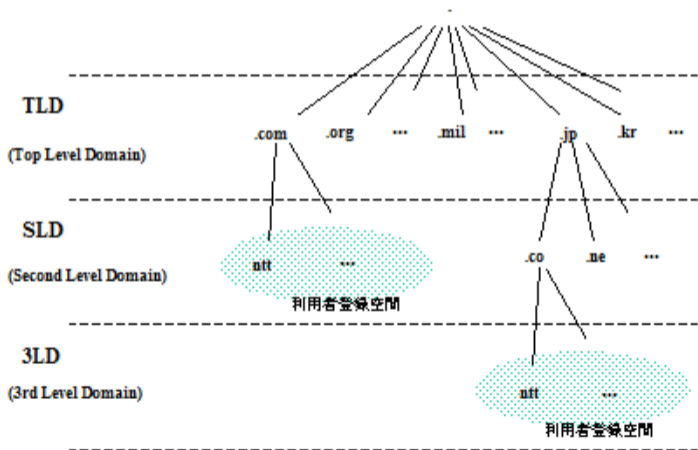 .
TLD
(Top Level Domain)
.com .org ... .mil ... .jp .kr ...
SLD
(Second Level Domain)
ntt ... .co .ne ...
利用者登録空間
3LD
(3rd Level Domain)
ntt ...
利用者登録空間